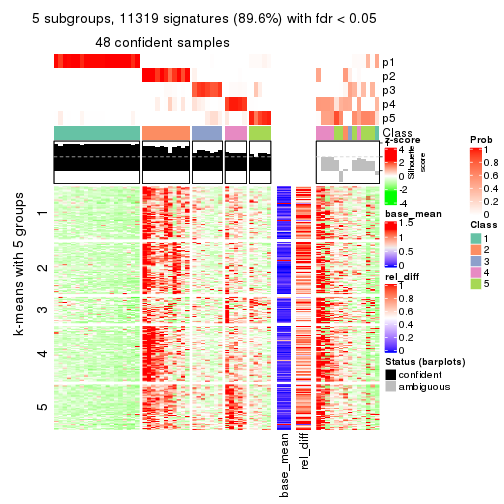 5 subgroups, 11319 signatures (89.6%) with fdr < 0.05
48 confident samples
p1
p2
p3
p4
p5
Class
Silhouette score
k-means with 5 groups
1
2
3
4
5
base_mean
rel_diff
z-score
4
2
0
-2
-4
base_mean
1.5
1
0.5
0
rel_diff
1
0.8
0.6
0.4
0.2
0
Status (barplots)
confident
ambiguous
Prob
1
0.8
0.6
0.4
0.2
0
Class
1
2
3
4
5